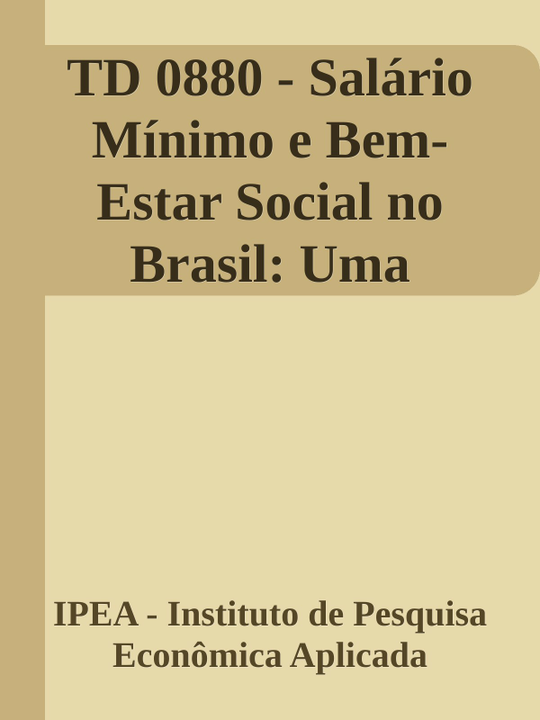 TD 0880 - Salário
Mínimo e Bem-
Estar Social no
Brasil: Uma
IPEA - Instituto de Pesquisa
Econômica Aplicada